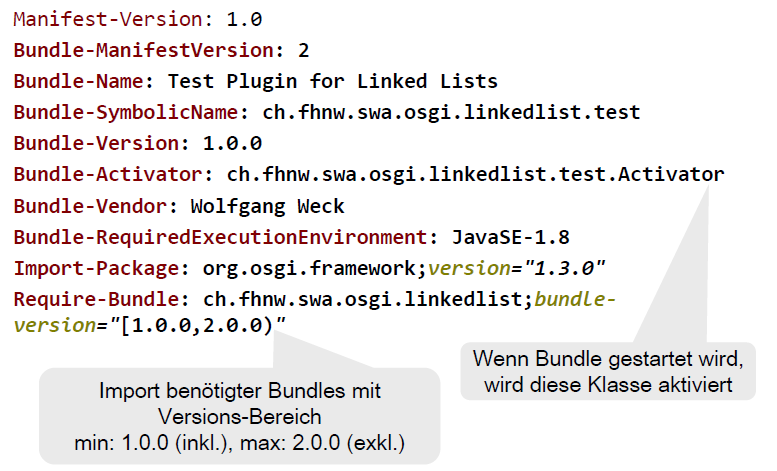 Manifest-Version: 1.0
Bundle-ManifestVersion: 2
Bundle-Name: Test Plugin for Linked Lists
Bundle-SymbolicName: ch.fhnw.swa.osgi.linkedlist.test
Bundle-Version: 1.0.0
Bundle-Activator: ch.fhnw.swa.osgi.linkedlist.test.Activator
Bundle-Vendor: Wolfgang Weck
Bundle-RequiredExecutionEnvironment: JavaSE-1.8
Import-Package: org.osgi.framework;version="1.3.0"
Require-Bundle: ch.fhnw.swa.osgi.linkedlist;bundle-
version="[1.0.0,2.0.0)"
Wenn Bundle gestartet wird,
wird diese Klasse aktiviert
Import benötigter Bundles mit
Versions-Bereich
min: 1.0.0 (inkl.), max: 2.0.0 (exkl.)